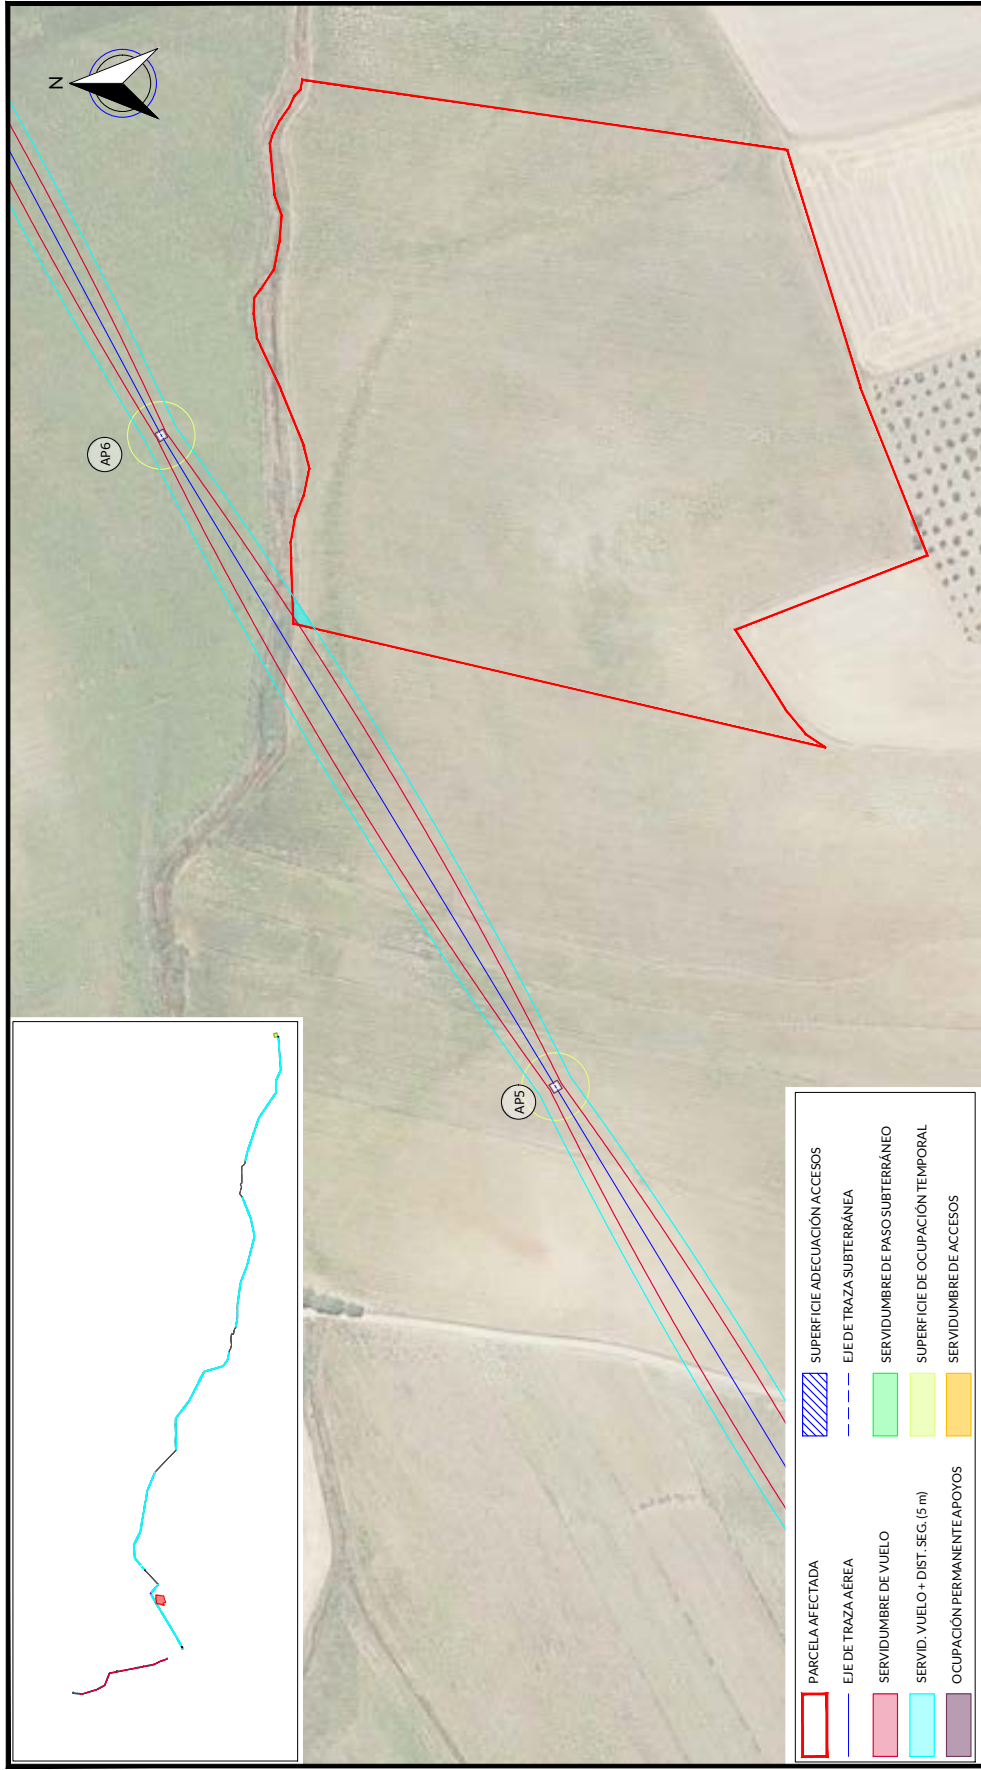 N
AP6
AP5
PARCELA AFECTADA
EJE DE TRAZA AÉREA
SERVIDUMBRE DE VUELO
SERVID. VUELO + DIST. SEG. (5 m)
OCUPACIÓN PERMANENTE APOYOS
SUPERFICIE ADECUACIÓN ACCESOS
EJE DE TRAZA SUBTERRÁNEA
SERVIDUMBRE DE PASO SUBTERRÁNEO
SUPERFICIE DE OCUPACIÓN TEMPORAL
SERVIDUMBRE DE ACCESOS